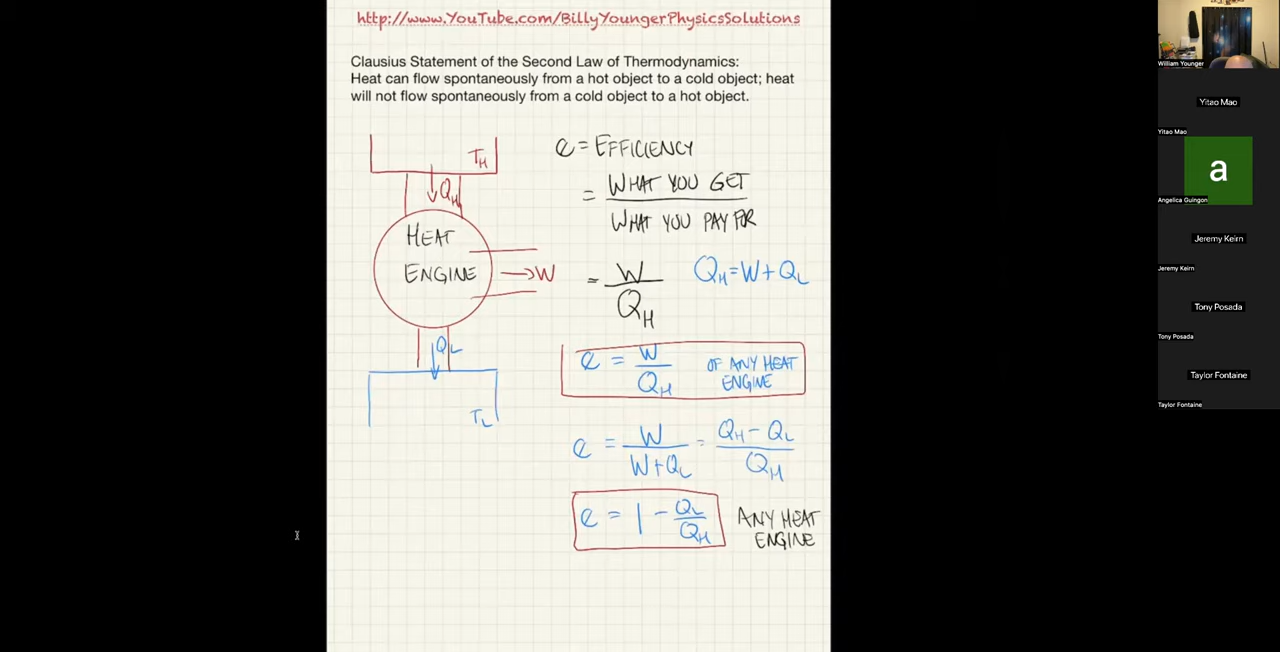 http://www.YouTube.com/BillyYoungerPhysicsSolutions
Clausius Statement of the Second Law of Thermodynamics:
Heat can flow spontaneously from a hot object to a cold object; heat
will not flow spontaneously from a cold object to a hot object.
T_H
Q_H
HEAT
ENGINE
→W
Q_L
T_L
e = EFFICIENCY
= WHAT YOU GET
WHAT YOU PAY FOR
= W / Q_H
Q_H = W + Q_L
e = W / Q_H
OF ANY HEAT
ENGINE
e = W / (W + Q_L) = (Q_H - Q_L) / Q_H
e = 1 - Q_L / Q_H
ANY HEAT
ENGINE
William Younger
Yitao Mao
Yitao Mao
a
Angelica Guingon
Jeremy Keirn
Jeremy Keirn
Tony Posada
Tony Posada
Taylor Fontaine
Taylor Fontaine